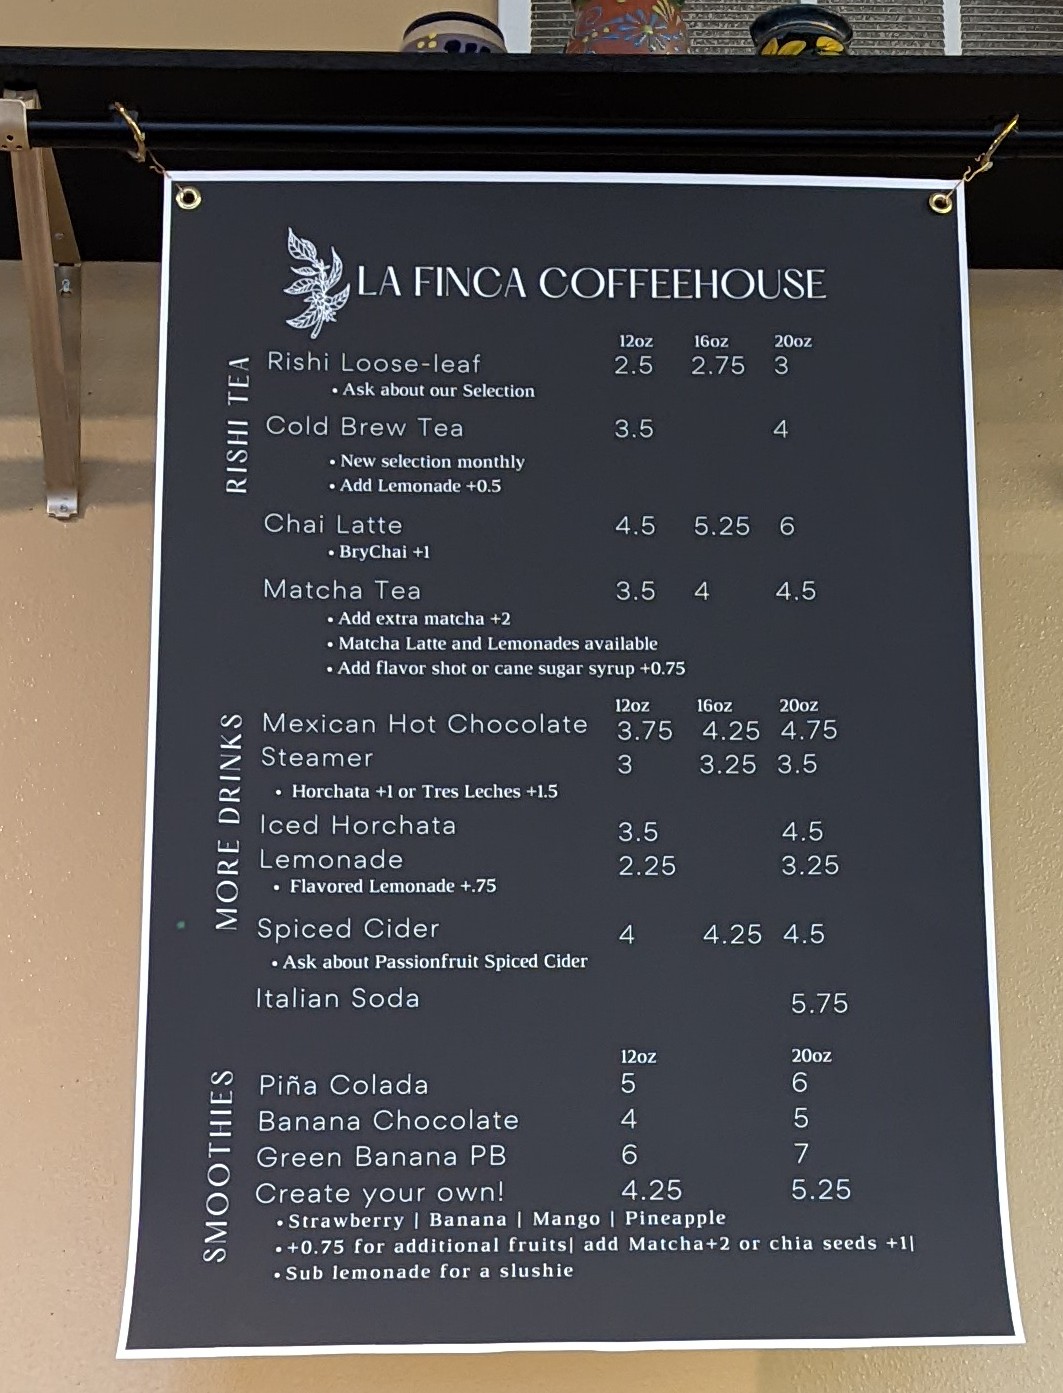 LA FINCA COFFEEHOUSE
RISHI TEA
12oz 16oz 20oz
Rishi Loose-leaf 2.5 2.75 3
• Ask about our Selection
Cold Brew Tea 3.5 4
• New selection monthly
• Add Lemonade +0.5
Chai Latte 4.5 5.25 6
• BryChai +1
Matcha Tea 3.5 4 4.5
• Add extra matcha +2
• Matcha Latte and Lemonades available
• Add flavor shot or cane sugar syrup +0.75
MORE DRINKS
12oz 16oz 20oz
Mexican Hot Chocolate 3.75 4.25 4.75
Steamer 3 3.25 3.5
• Horchata +1 or Tres Leches +1.5
Iced Horchata 3.5 4.5
Lemonade 2.25 3.25
• Flavored Lemonade +.75
Spiced Cider 4 4.25 4.5
• Ask about Passionfruit Spiced Cider
Italian Soda 5.75
SMOOTHIES
12oz 20oz
Piña Colada 5 6
Banana Chocolate 4 5
Green Banana PB 6 7
Create your own! 4.25 5.25
• Strawberry | Banana | Mango | Pineapple
• +0.75 for additional fruits| add Matcha+2 or chia seeds +1|
• Sub lemonade for a slushie